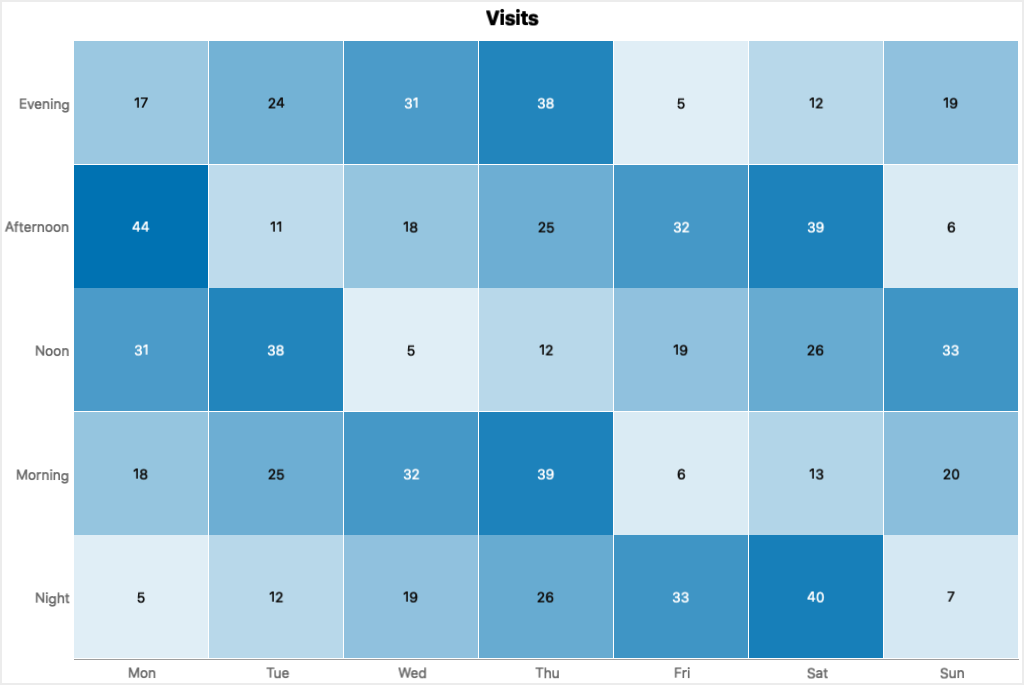 Visits
Evening 17 24 31 38 5 12 19
Afternoon 44 11 18 25 32 39 6
Noon 31 38 5 12 19 26 33
Morning 18 25 32 39 6 13 20
Night 5 12 19 26 33 40 7
Mon Tue Wed Thu Fri Sat Sun